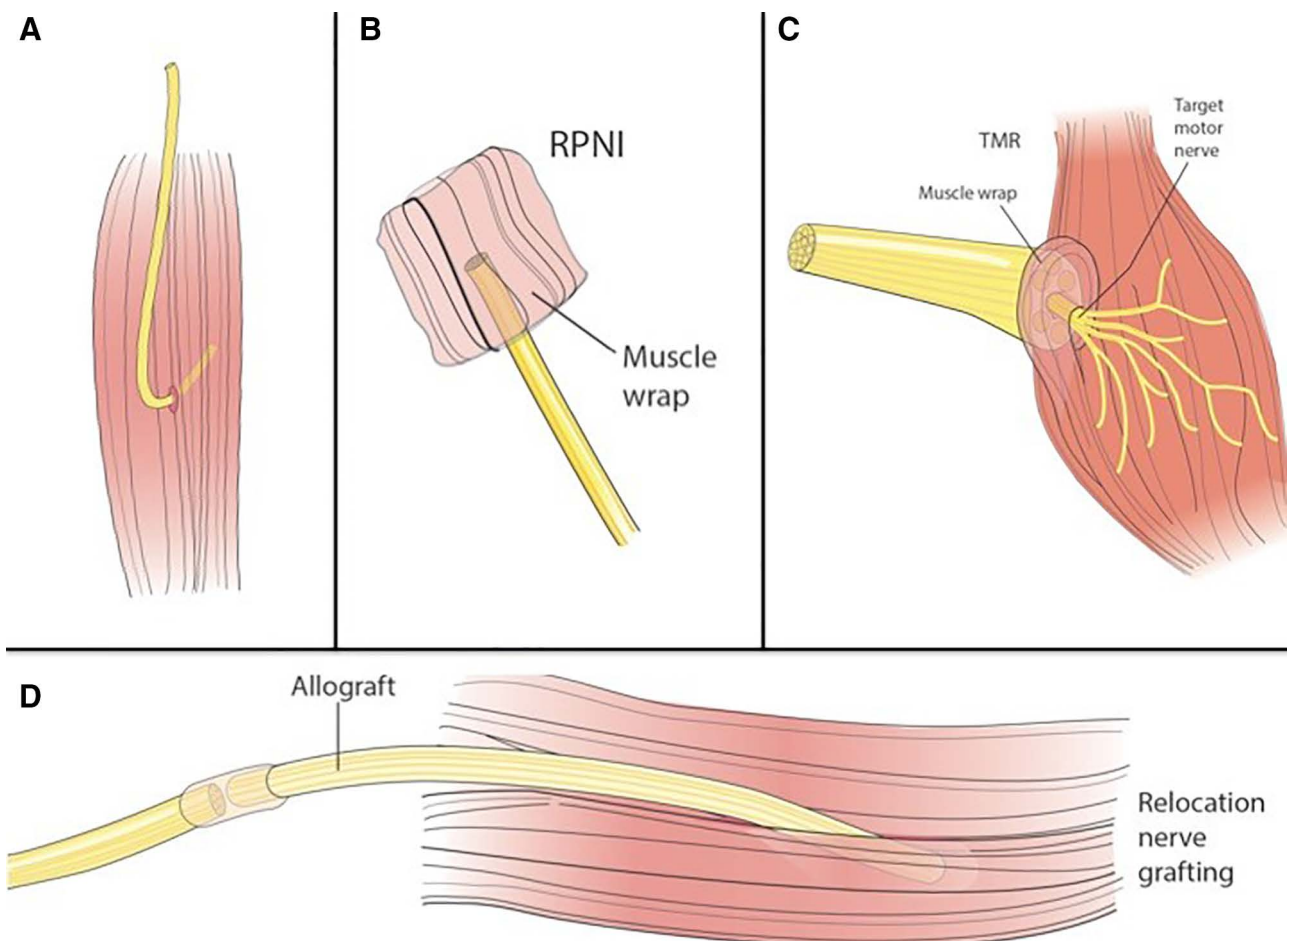 A
B
C
RPNI
Muscle
wrap
TMR
Target
motor
nerve
Muscle wrap
D
Allograft
Relocation
nerve
grafting